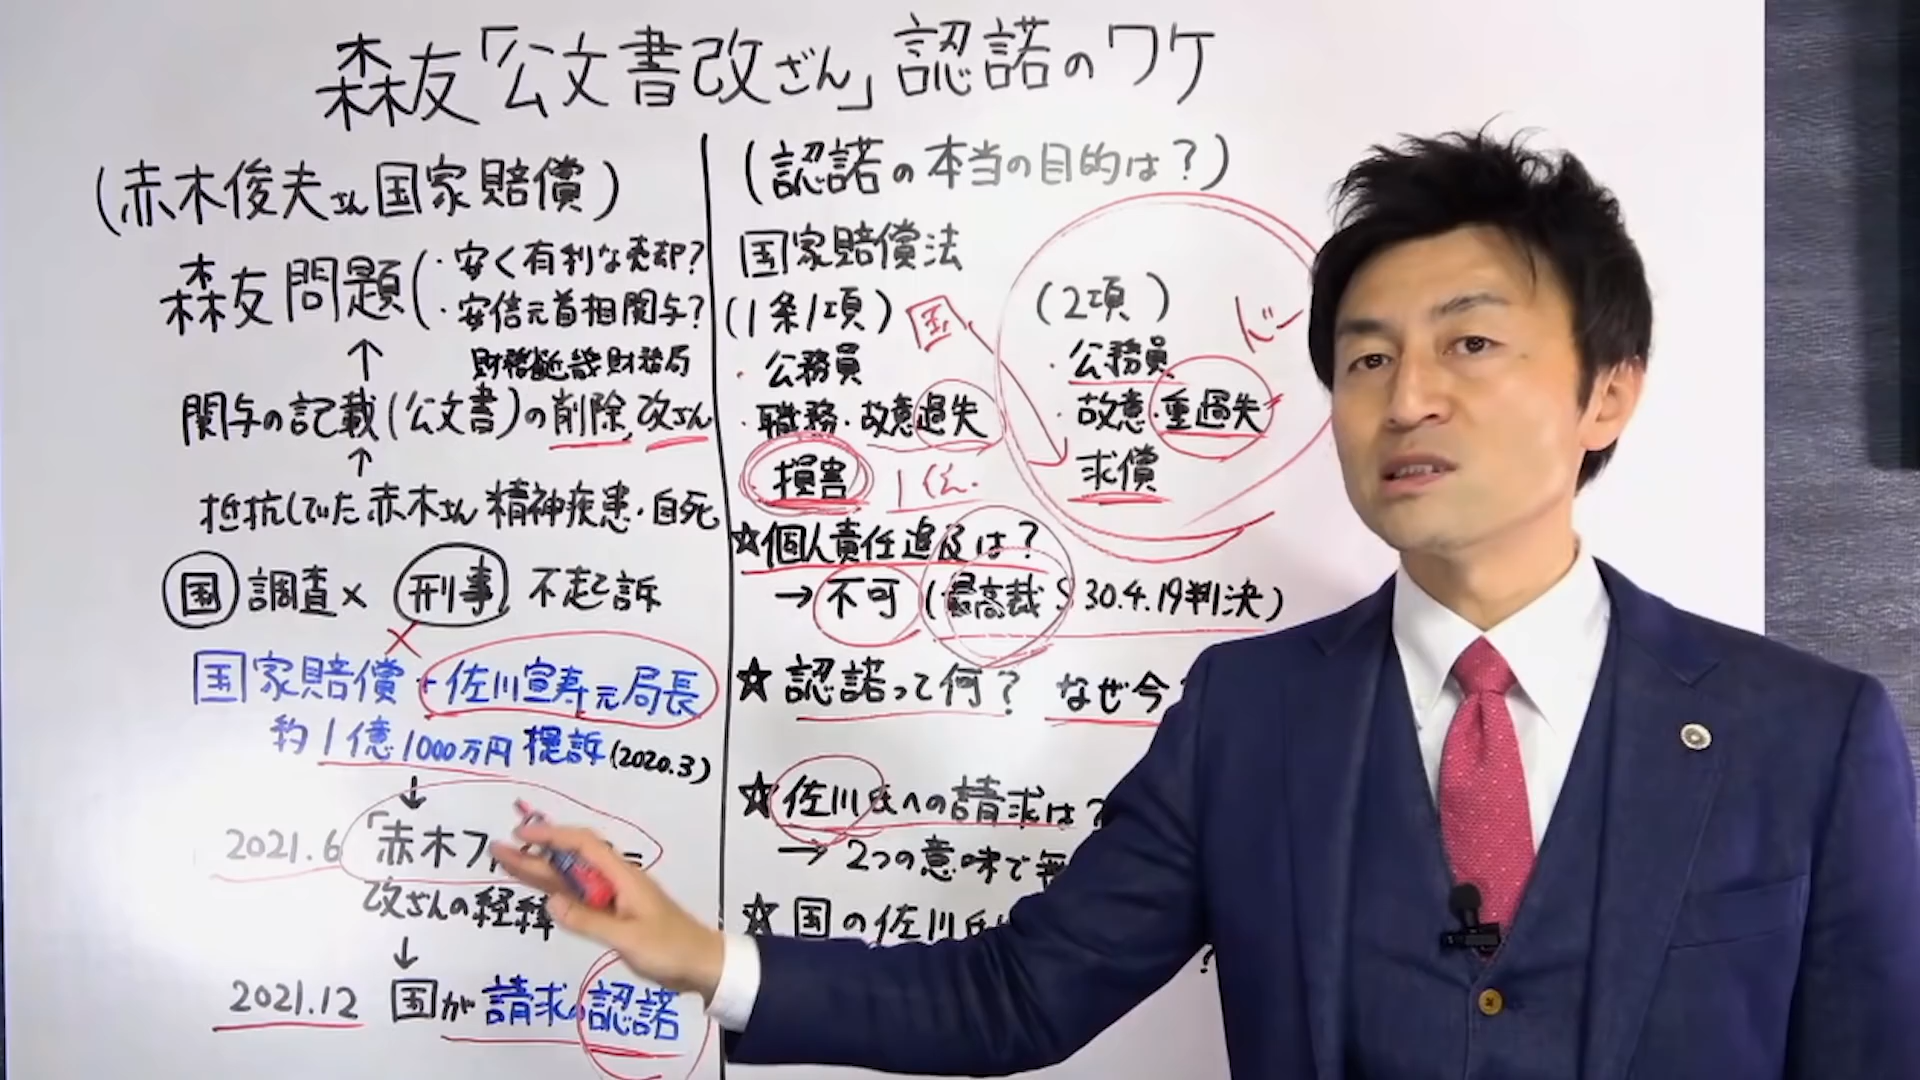 森友「公文書改ざん」認諾のワケ
(赤木俊夫さん国家賠償)
森友問題(・安く有利な売却?
・安倍元首相関与?
↑
財務省近畿財務局
関与の記載(公文書)の削除、改ざん
↑
抵抗していた赤木さん精神疾患・自死
国 調査× 刑事 不起訴
×
国家賠償+佐川宣寿元局長
約1億1000万円提訴(2020.3)
↓
2021.6「赤木ファ
改ざんの経緯
↓
2021.12 国が請求の認諾
(認諾の本当の目的は?)
国家賠償法
(1条1項) 国
・公務員
・職務・故意過失
損害 1億
(2項)
・公務員
・故意・重過失
求償
☆個人責任追及は?
→不可(最高裁S30.4.19判決)
★認諾って何? なぜ今?
☆佐川氏への請求は?
→2つの意味で無
☆国の佐川氏
?